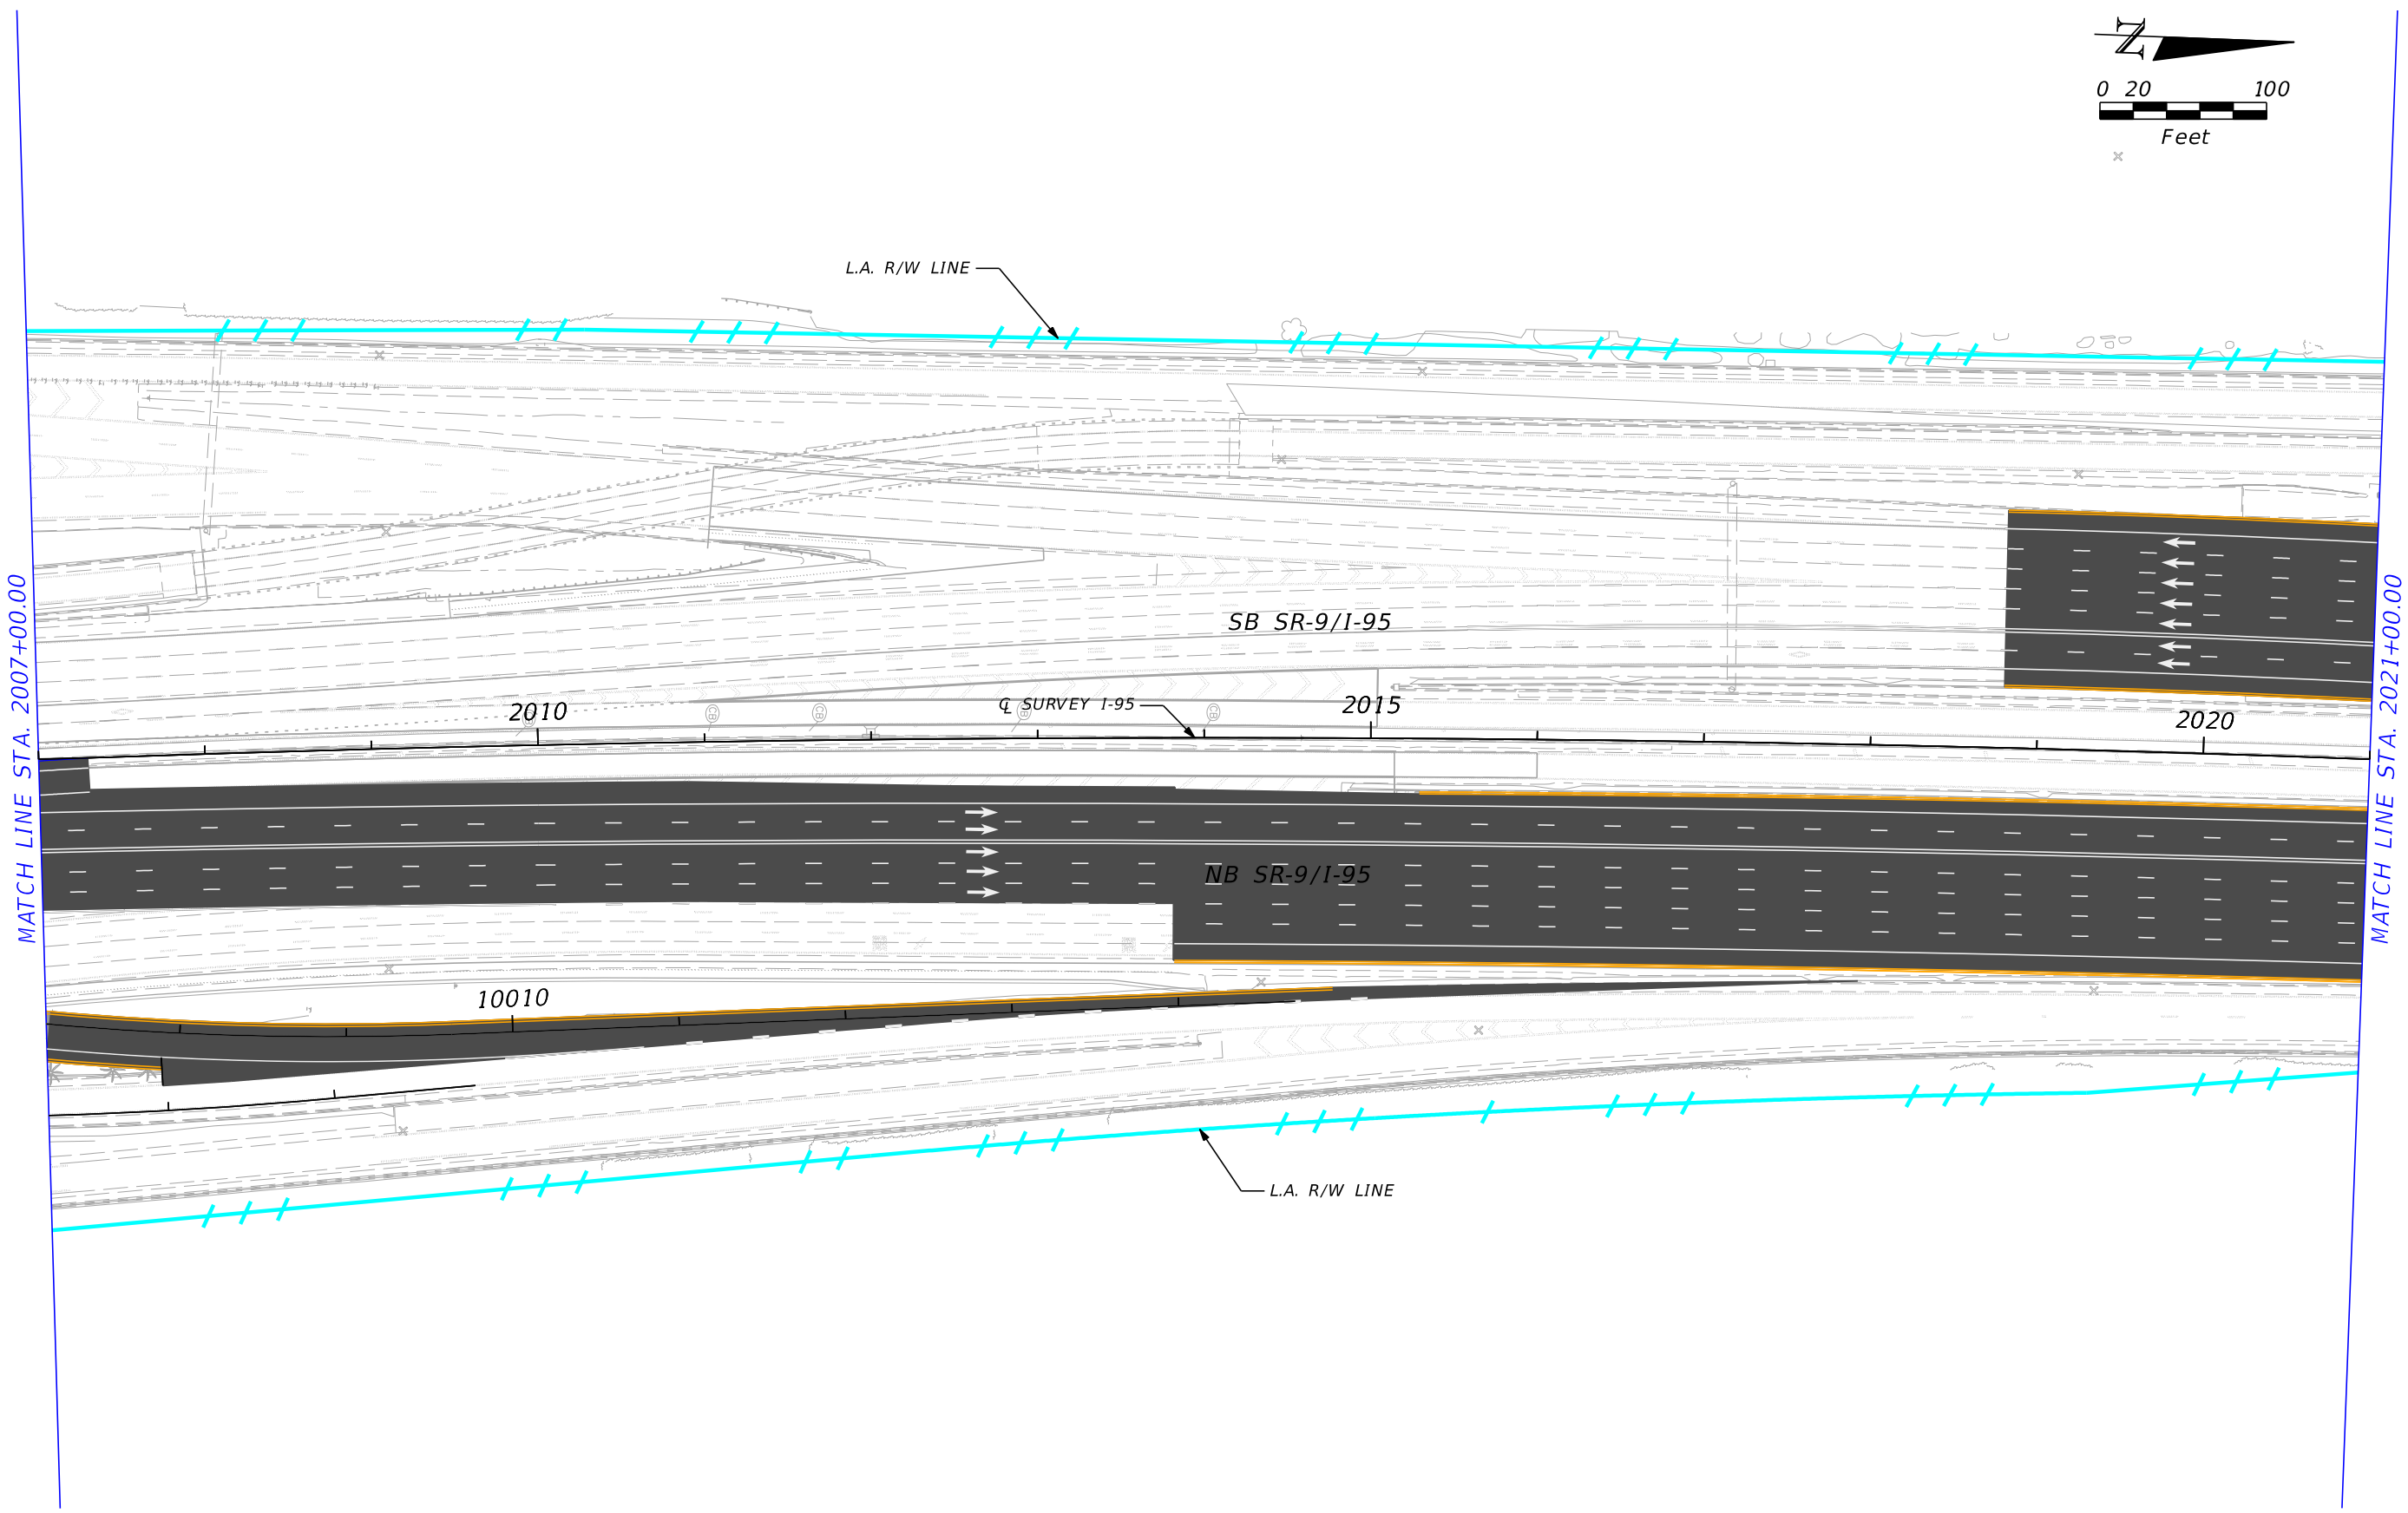 N
0 20 100
Feet
L.A. R/W LINE
SB SR-9/I-95
2010
℄ SURVEY I-95
2015
2020
MATCH LINE STA. 2007+00.00
MATCH LINE STA. 2021+00.00
NB SR-9/I-95
10010
L.A. R/W LINE